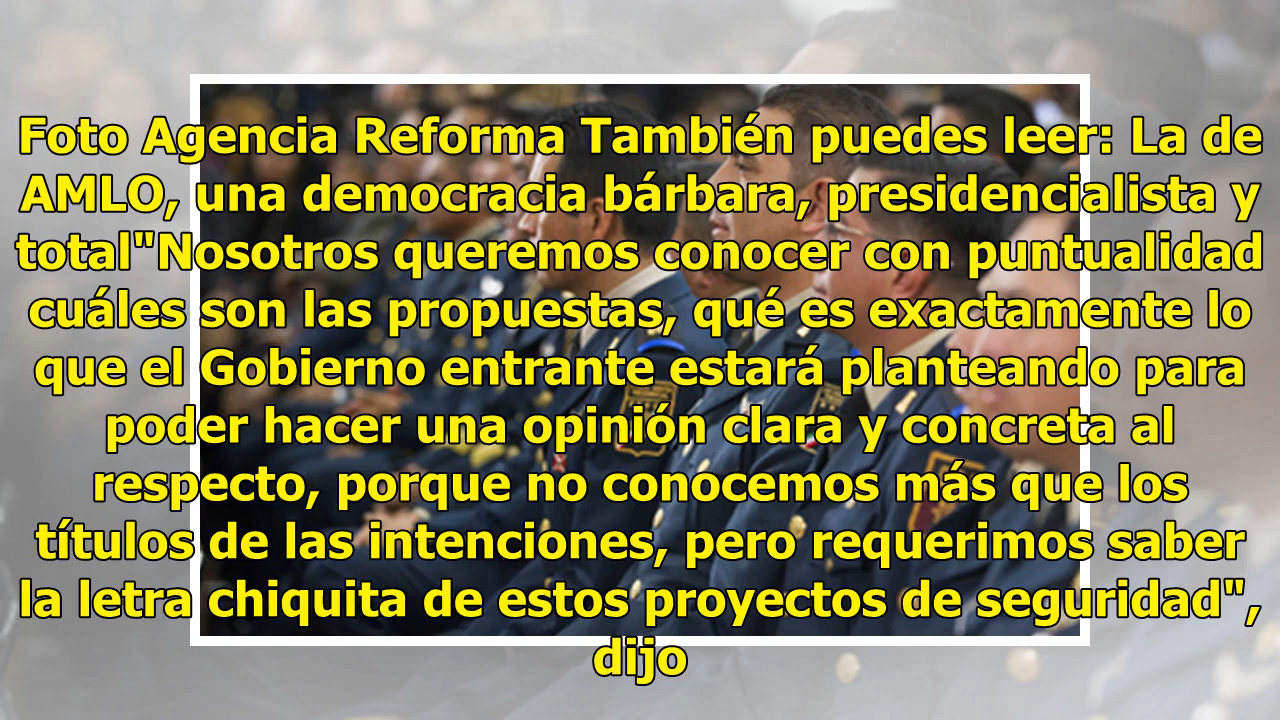 Foto Agencia Reforma También puedes leer: La de
AMLO, una democracia bárbara, presidencialista y
total"Nosotros queremos conocer con puntualidad
cuáles son las propuestas, qué es exactamente lo
que el Gobierno entrante estará planteando para
poder hacer una opinión clara y concreta al
respecto, porque no conocemos más que los
títulos de las intenciones, pero requerimos saber
la letra chiquita de estos proyectos de seguridad",
dijo